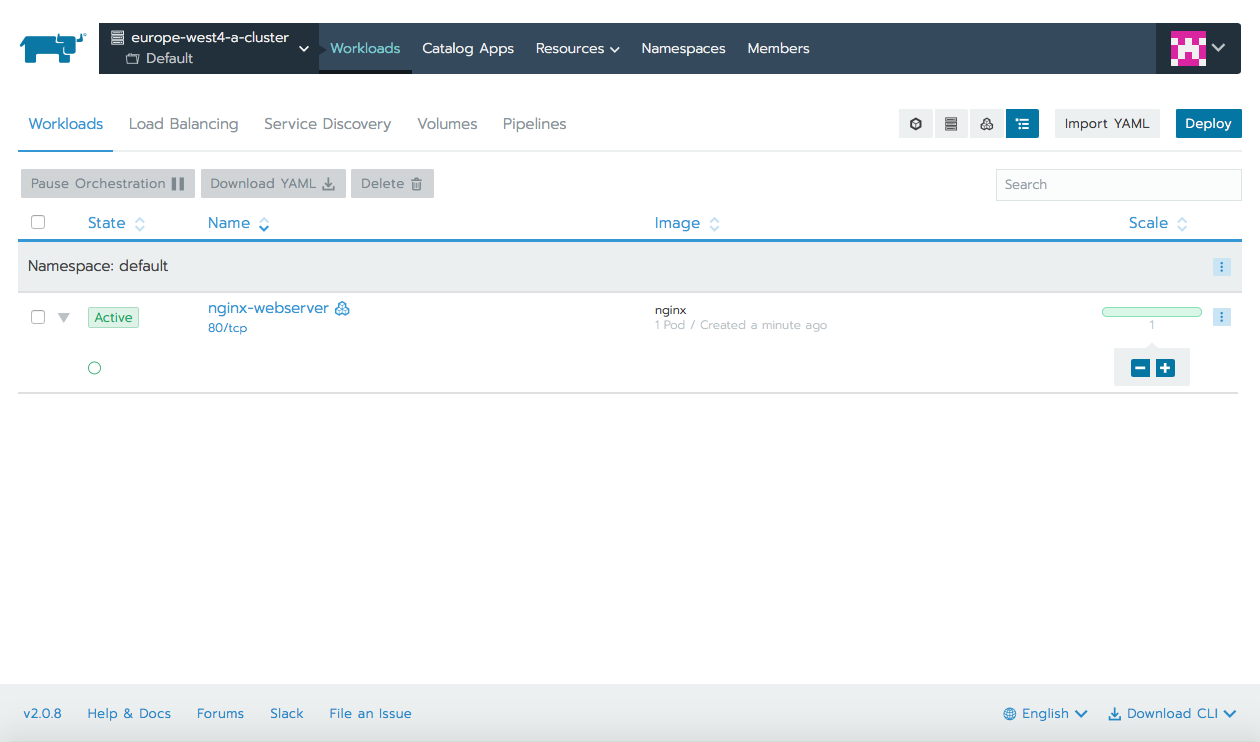 europe-west4-a-cluster
Default
Workloads Catalog Apps Resources Namespaces Members
Workloads Load Balancing Service Discovery Volumes Pipelines Import YAML Deploy
Pause Orchestration Download YAML Delete Search
State Name Image Scale
Namespace: default
Active nginx-webserver nginx
80/tcp 1 Pod / Created a minute ago 1
v2.0.8 Help & Docs Forums Slack File an Issue English Download CLI